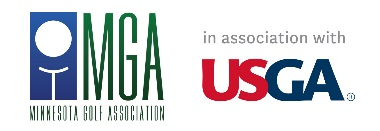 MGA
MINNESOTA GOLF ASSOCIATION
in association with
USGA®